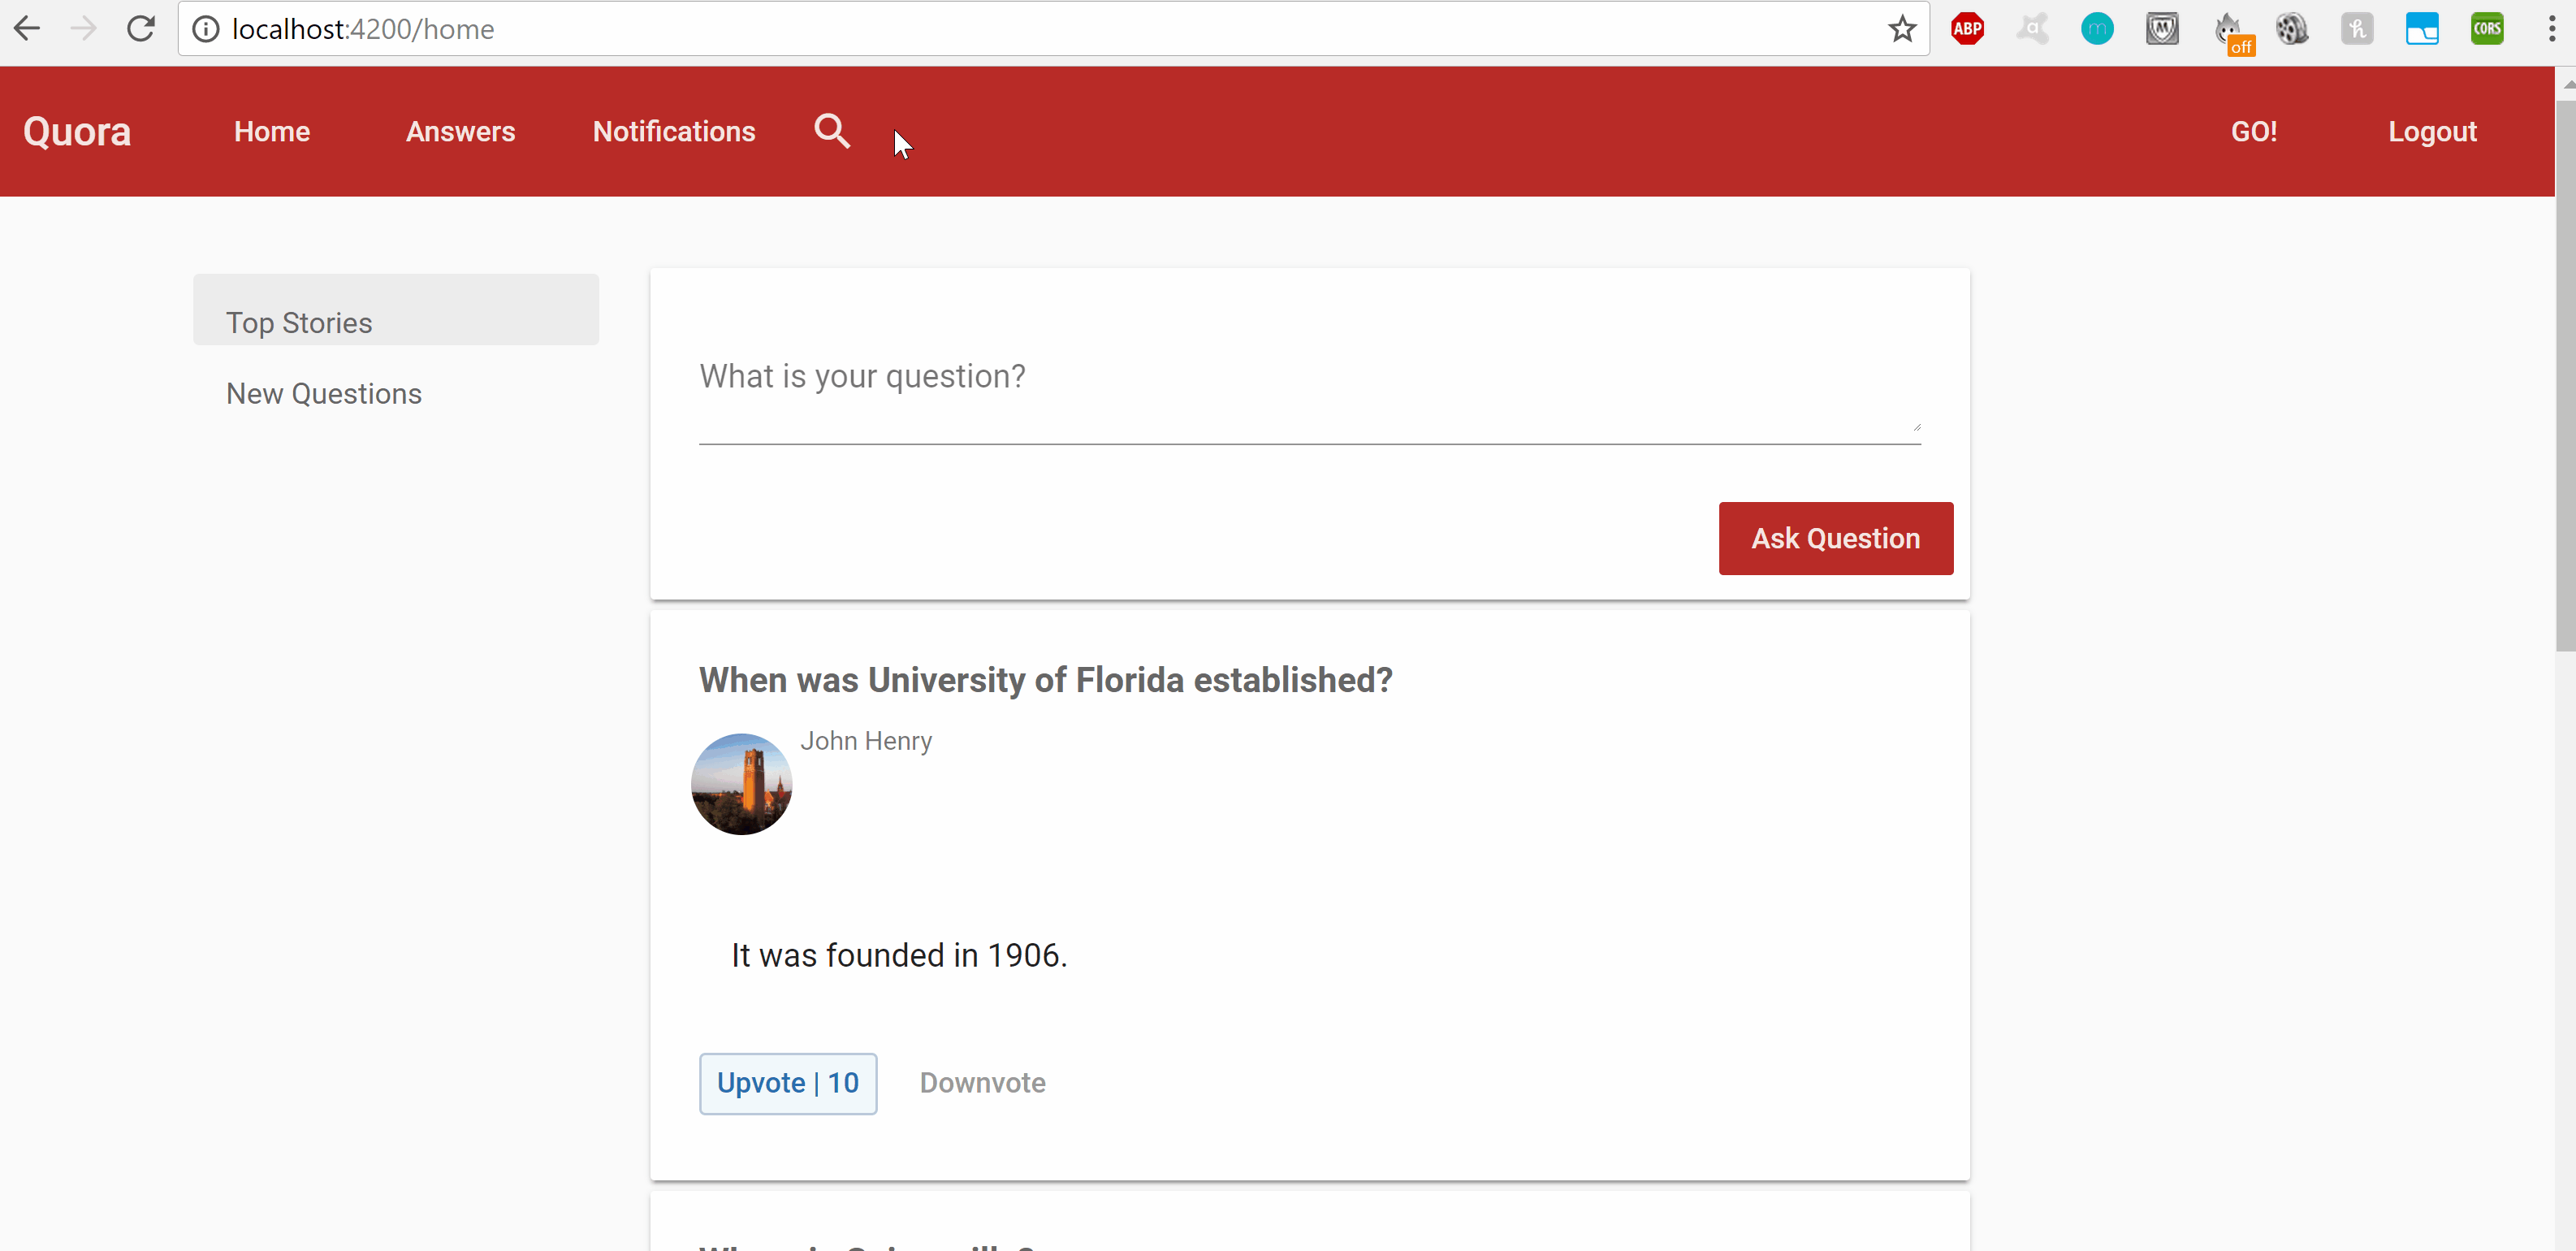 localhost:4200/home
ABP
off
CORS
Quora Home Answers Notifications GO! Logout
Top Stories
New Questions
What is your question?
Ask Question
When was University of Florida established?
John Henry
It was founded in 1906.
Upvote | 10 Downvote